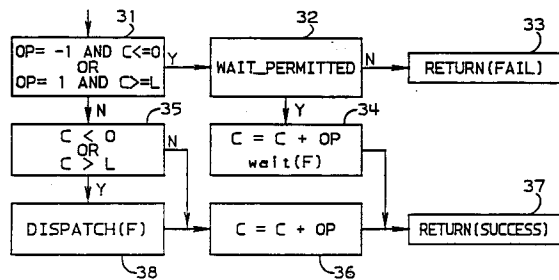 31
OP= -1 AND C<=0
OR
OP= 1 AND C>=L
Y
32
WAIT_PERMITTED
N
33
RETURN(FAIL)
N
Y
35
C < 0
OR
C > L
N
34
C = C + OP
wait(F)
Y
37
DISPATCH(F)
C = C + OP
RETURN(SUCCESS)
38
36